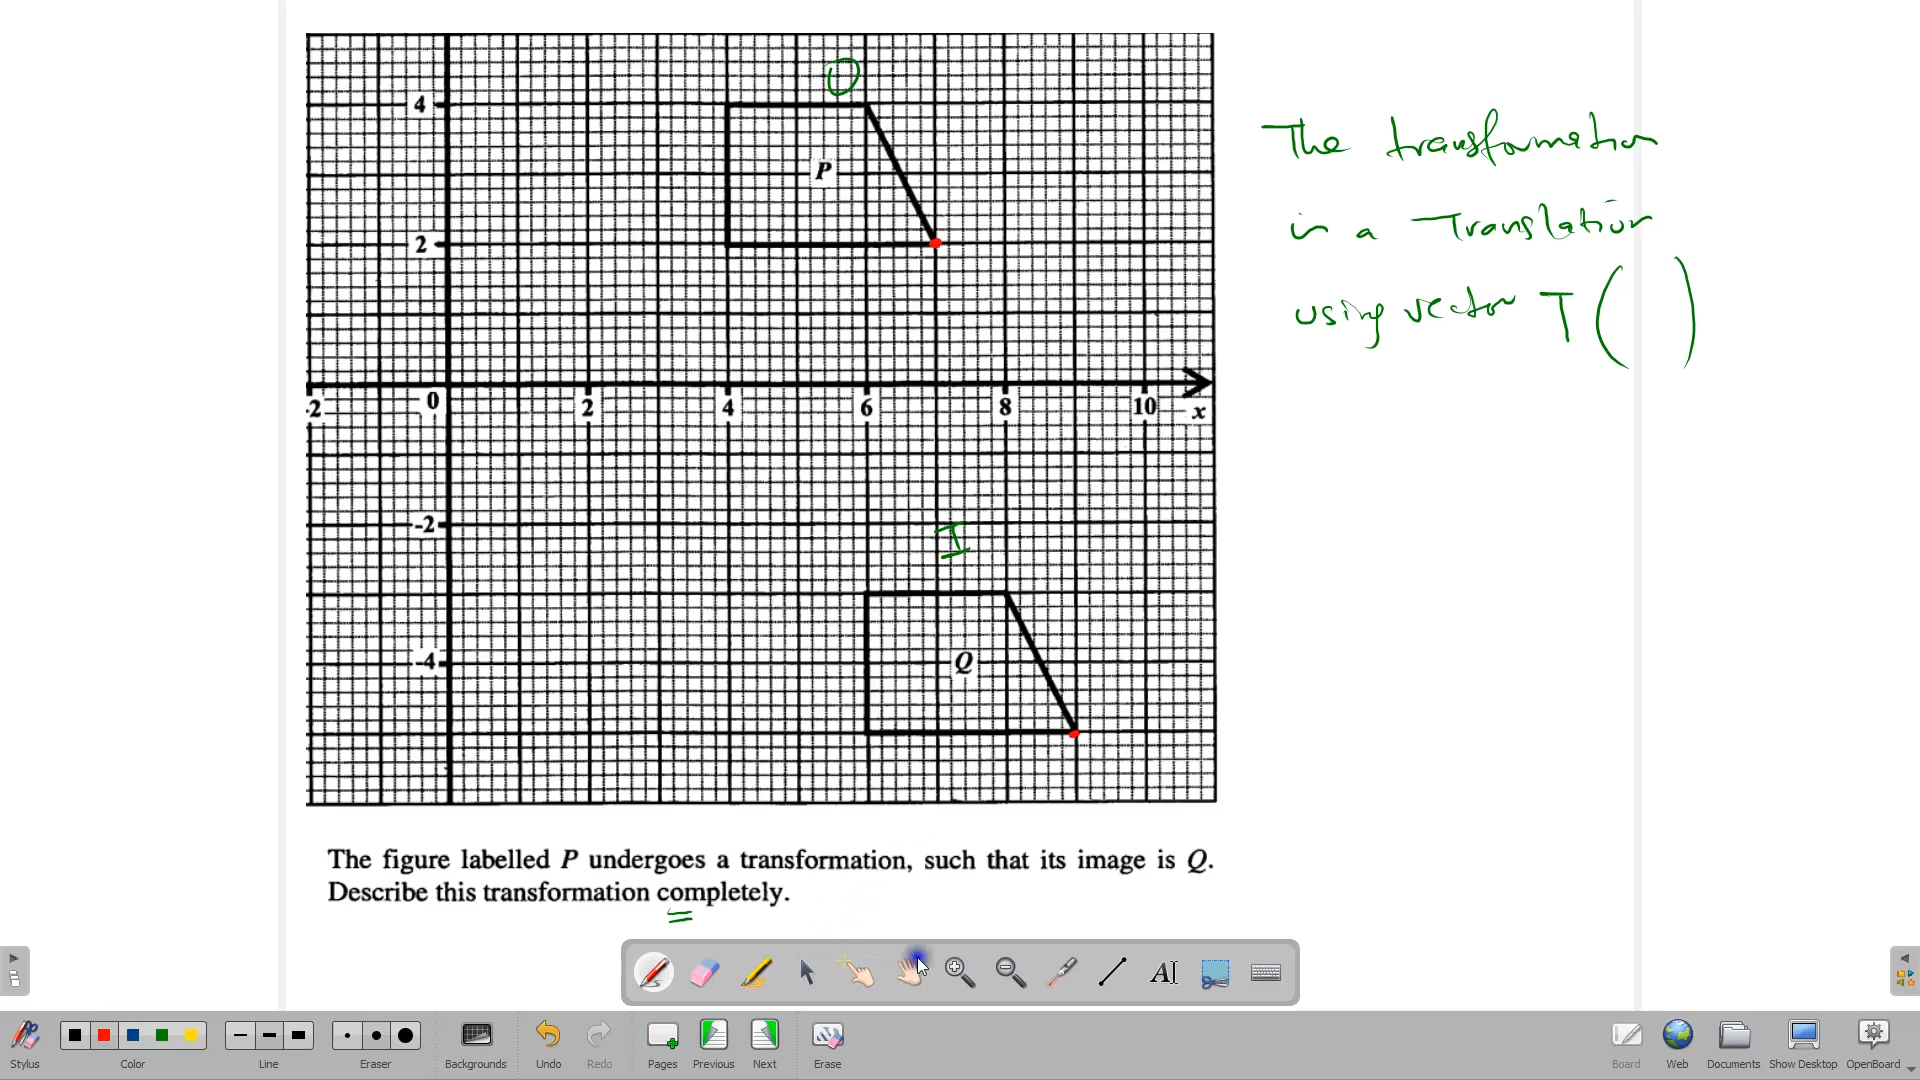 O
4
P
2
-2
0
2
4
6
8
10
x
-2
I
-4
Q
The transformation
in a Translation
using vector T ( )
The figure labelled P undergoes a transformation, such that its image is Q.
Describe this transformation completely.
Stylus
Color
Line
Eraser
Backgrounds
Undo
Redo
Pages
Previous
Next
Erase
Board
Web
Documents
Show Desktop
OpenBoard